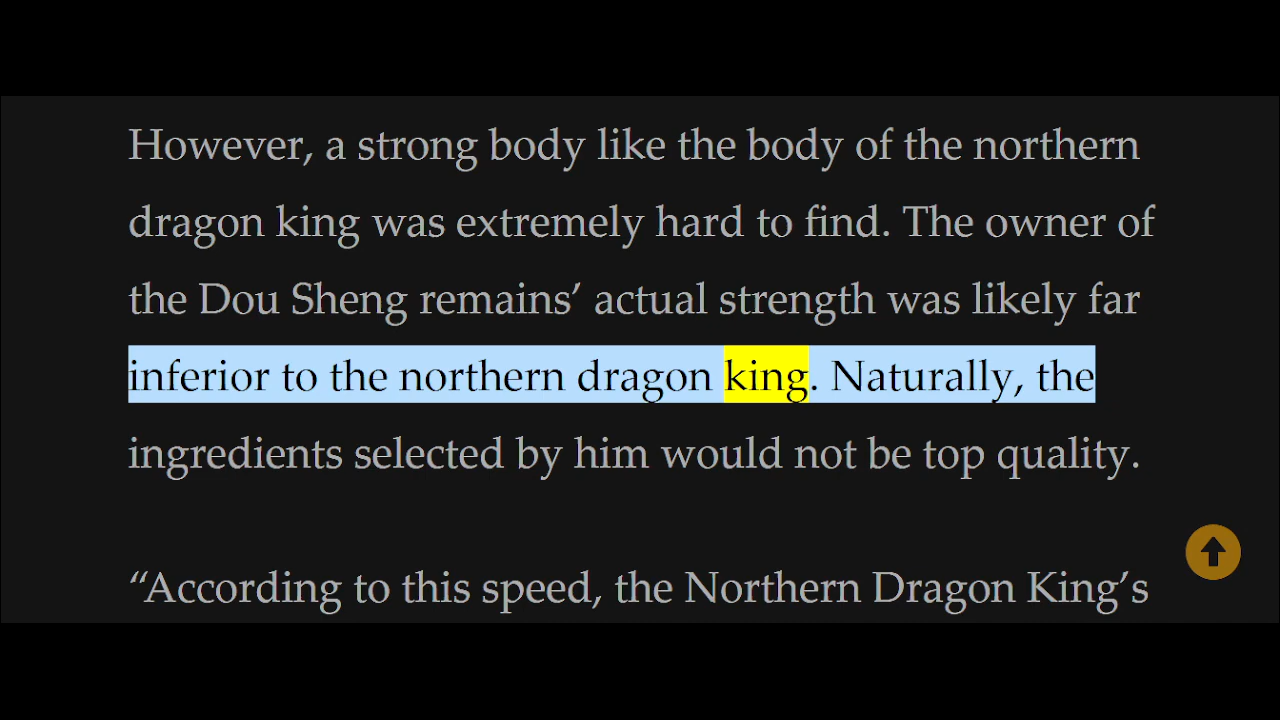 However, a strong body like the body of the northern
dragon king was extremely hard to find. The owner of
the Dou Sheng remains’ actual strength was likely far
inferior to the northern dragon king. Naturally, the
ingredients selected by him would not be top quality.
“According to this speed, the Northern Dragon King’s